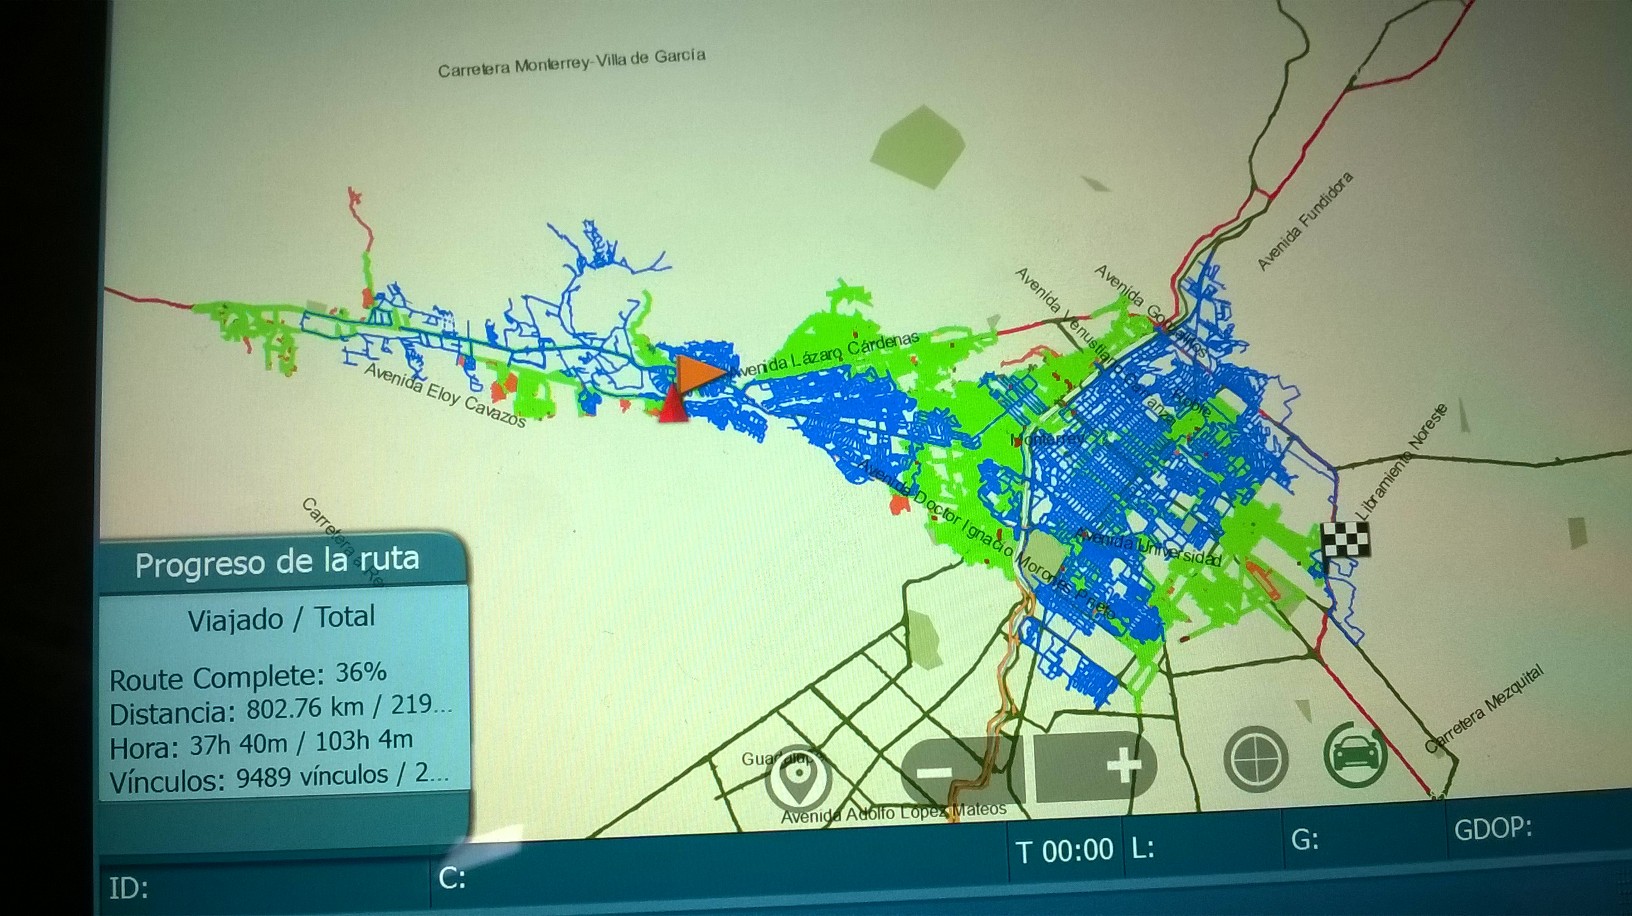 Carretera Monterrey-Villa de García
Avenida Fundidora
Avenida Gonzalitos
Avenida Venustiano Carranza
Avenida Lázaro Cárdenas
Roble
Avenida Eloy Cavazos
Monterrey
Libramiento Noreste
Avenida Doctor Ignacio Morones Prieto
Avenida Universidad
Carretera a Re
Carretera Mezquital
Guadalup
Avenida Adolfo López Mateos
Progreso de la ruta
Viajado / Total
Route Complete: 36%
Distancia: 802.76 km / 219...
Hora: 37h 40m / 103h 4m
Vínculos: 9489 vínculos / 2...
− +
T 00:00 L: G: GDOP:
ID: C: